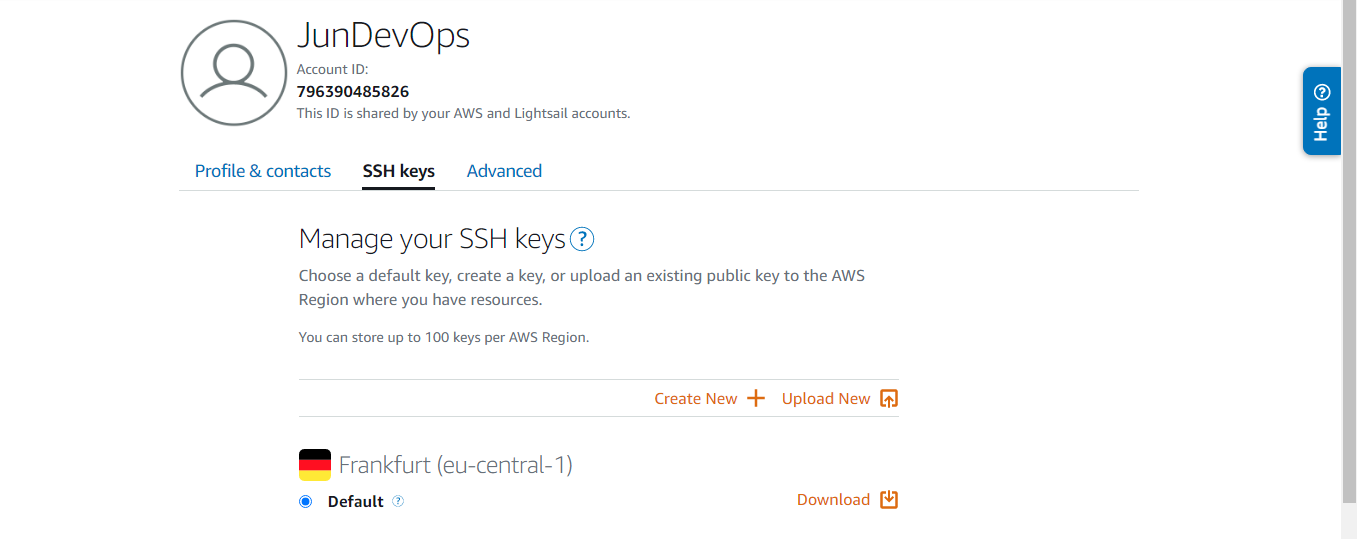 JunDevOps
Account ID:
796390485826
This ID is shared by your AWS and Lightsail accounts.
Help ?
Profile & contacts SSH keys Advanced
Manage your SSH keys ?
Choose a default key, create a key, or upload an existing public key to the AWS
Region where you have resources.
You can store up to 100 keys per AWS Region.
Create New Upload New
Frankfurt (eu-central-1)
Default ? Download